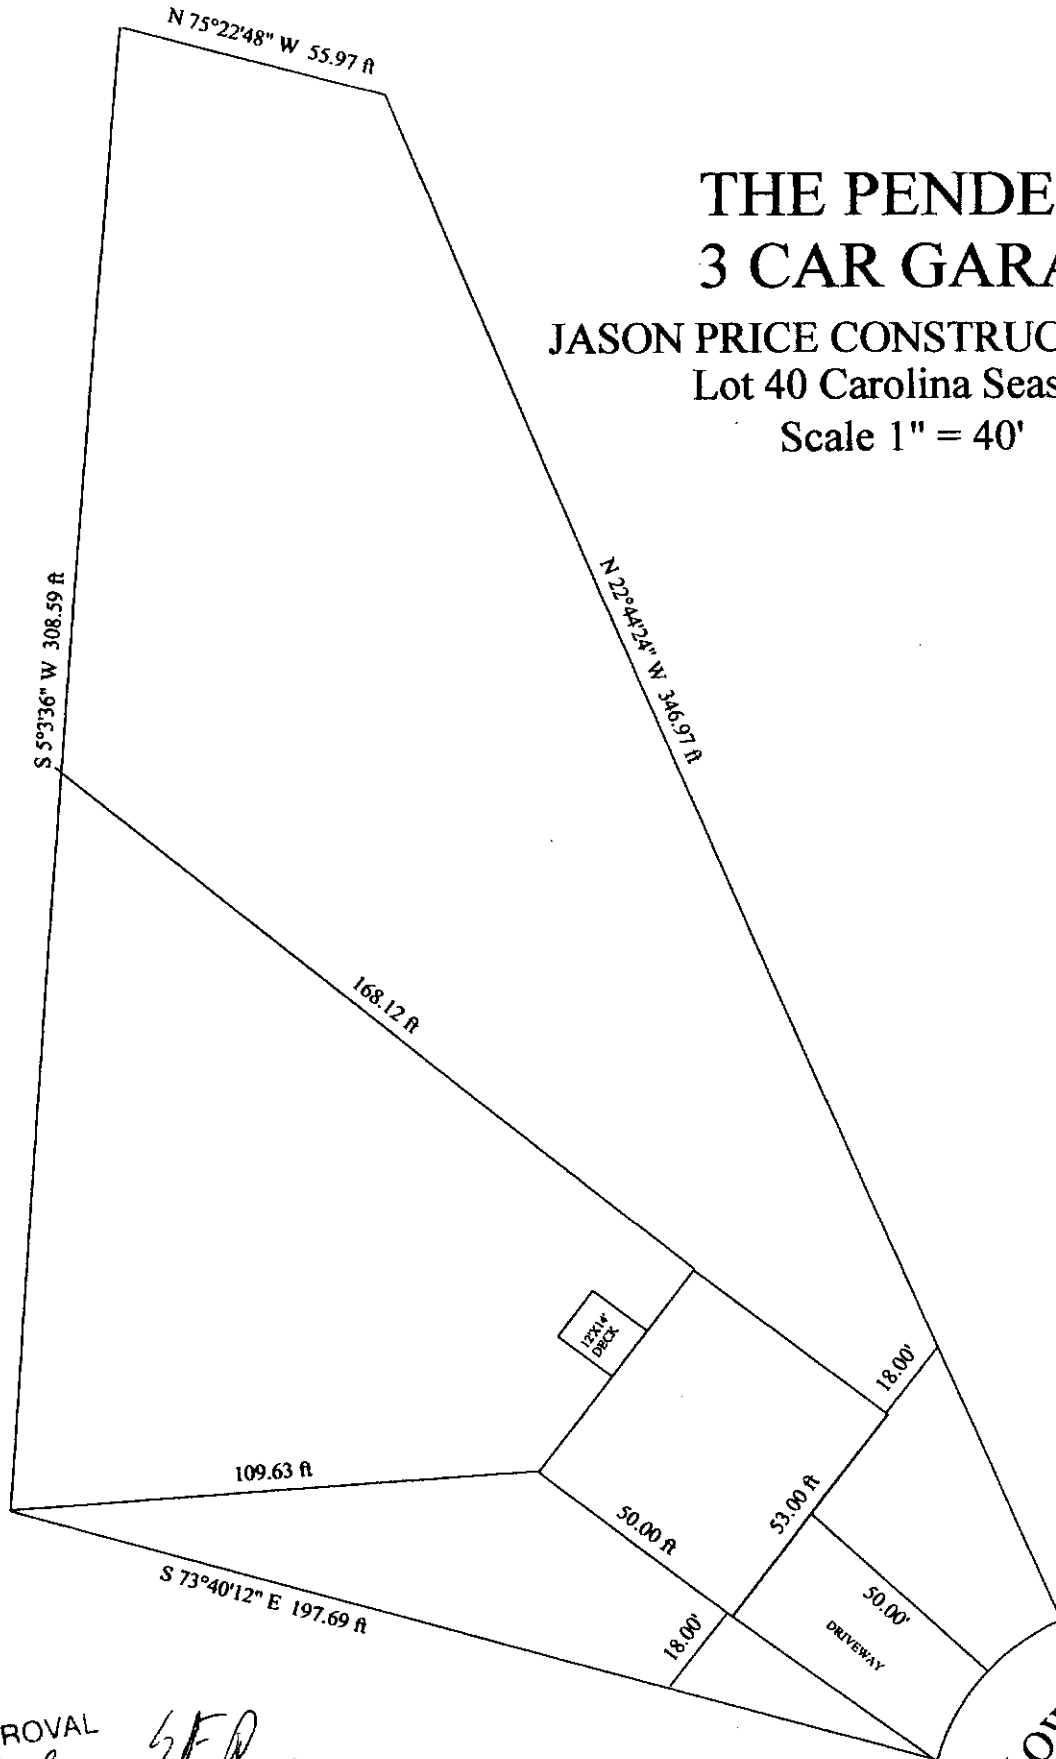 N 75°22'48" W 55.97 ft
THE PENDE
3 CAR GARA
JASON PRICE CONSTRUC
Lot 40 Carolina Seas
Scale 1" = 40'
S 5°3'36" W 308.59 ft
N 22°44'24" W 346.97 ft
168.12 ft
12'X14'
DECK
18.00'
109.63 ft
50.00 ft
53.00 ft
S 73°40'12" E 197.69 ft
18.00'
50.00'
DRIVEWAY
ROVAL
SFD